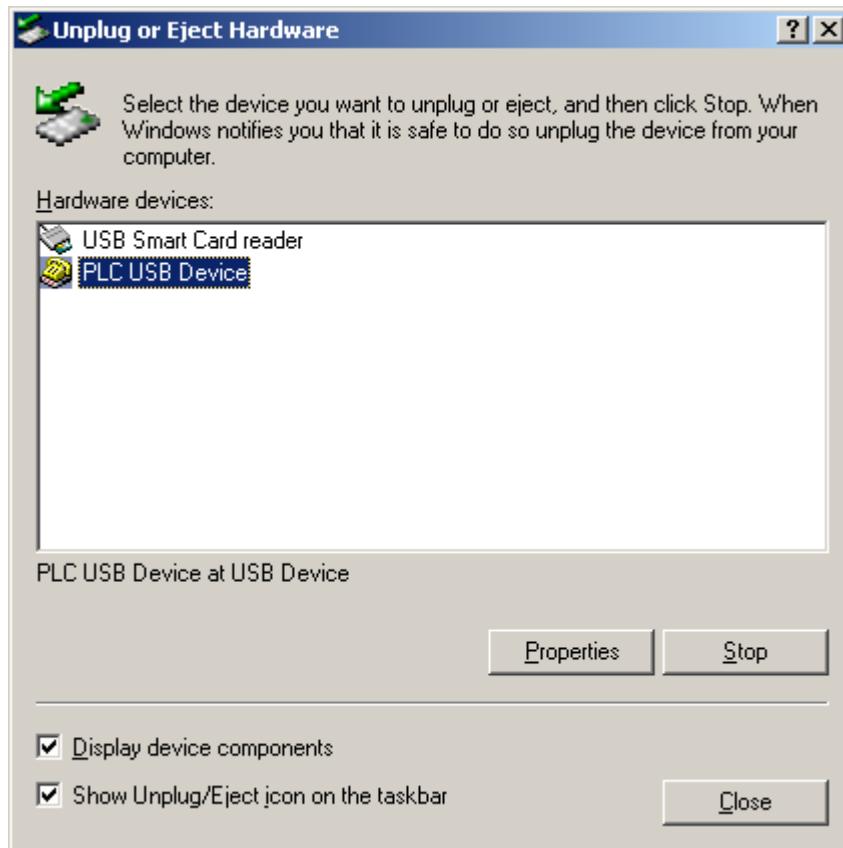 Unplug or Eject Hardware
Select the device you want to unplug or eject, and then click Stop. When
Windows notifies you that it is safe to do so unplug the device from your
computer.
Hardware devices:
USB Smart Card reader
PLC USB Device
PLC USB Device at USB Device
Properties Stop
Display device components
Show Unplug/Eject icon on the taskbar
Close